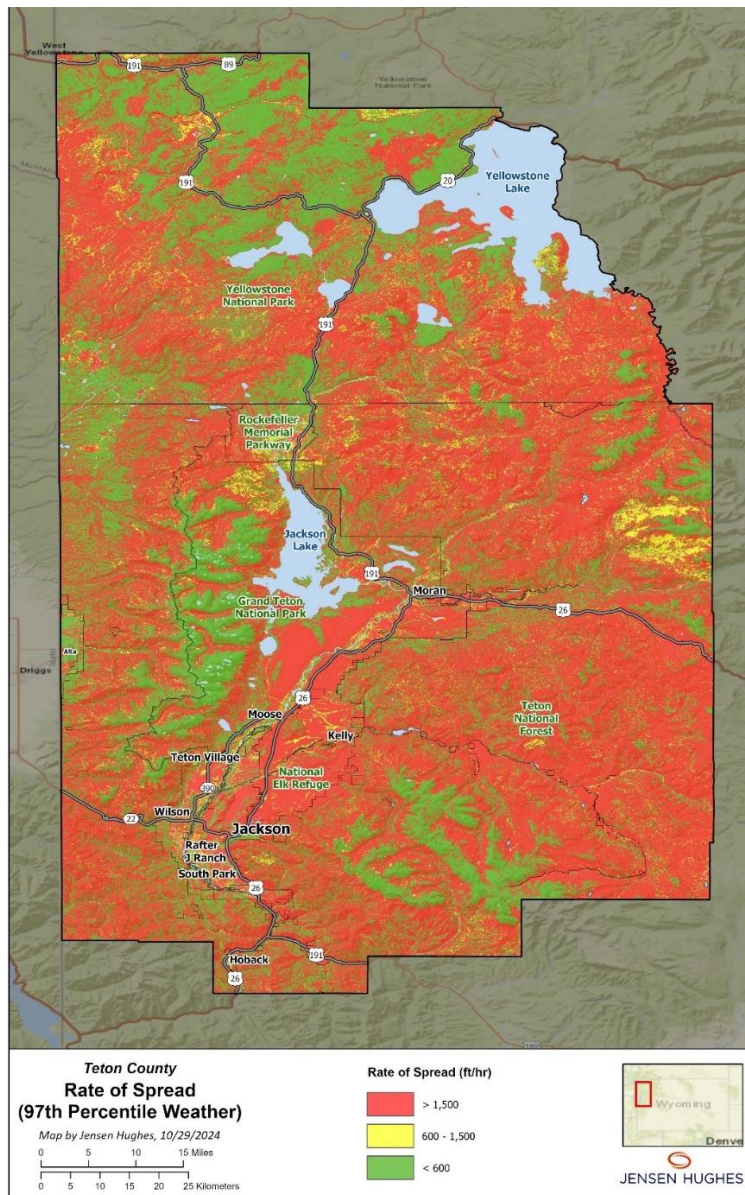 West
Yellowstone
191
89
Yellowstone
National Park
191
20
Yellowstone
Lake
Yellowstone
National Park
191
Rockefeller
Memorial
Parkway
Jackson
Lake
191
Moran
26
Grand Teton
National Park
Alta
Driggs
26
Moose
Teton
National
Forest
Kelly
Teton Village
National
Elk Refuge
390
Wilson
22
Jackson
Rafter
J Ranch
South Park
26
Hoback
191
26
Teton County
Rate of Spread
(97th Percentile Weather)
Map by Jensen Hughes, 10/29/2024
0 5 10 15 Miles
0 5 10 15 20 25 Kilometers
Rate of Spread (ft/hr)
> 1,500
600 - 1,500
< 600
Wyoming
Denve
JENSEN HUGHES